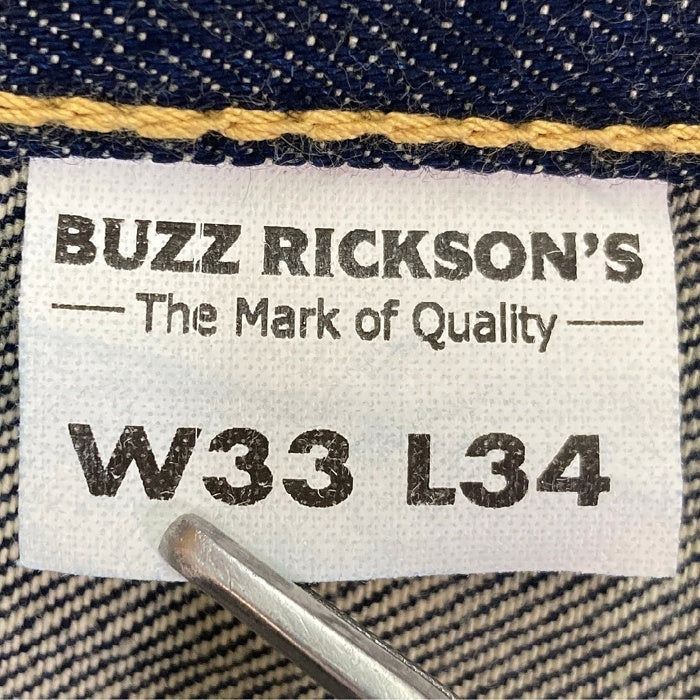 BUZZ RICKSON'S
The Mark of Quality
W33 L34